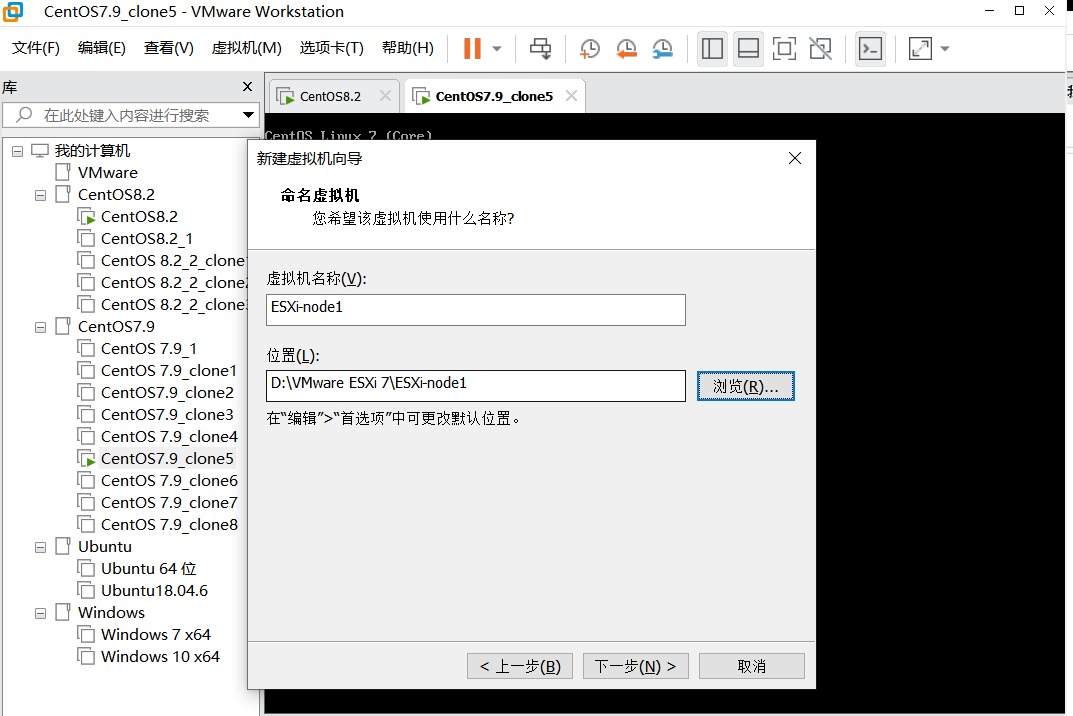 CentOS7.9_clone5 - VMware Workstation
文件(F) 编辑(E) 查看(V) 虚拟机(M) 选项卡(T) 帮助(H)
库
在此处键入内容进行搜索
我的计算机
VMware
CentOS8.2
CentOS8.2
CentOS8.2_1
CentOS 8.2_2_clone
CentOS 8.2_2_clone
CentOS 8.2_2_clone
CentOS7.9
CentOS 7.9_1
CentOS 7.9_clone1
CentOS7.9_clone2
CentOS7.9_clone3
CentOS 7.9_clone4
CentOS7.9_clone5
CentOS 7.9_clone6
CentOS 7.9_clone7
CentOS 7.9_clone8
Ubuntu
Ubuntu 64 位
Ubuntu18.04.6
Windows
Windows 7 x64
Windows 10 x64
CentOS8.2
CentOS7.9_clone5
CentOS Linux 7 (Core)
新建虚拟机向导
命名虚拟机
您希望该虚拟机使用什么名称?
虚拟机名称(V):
ESXi-node1
位置(L):
D:\VMware ESXi 7\ESXi-node1
浏览(R)...
在“编辑”>“首选项”中可更改默认位置。
< 上一步(B)
下一步(N) >
取消